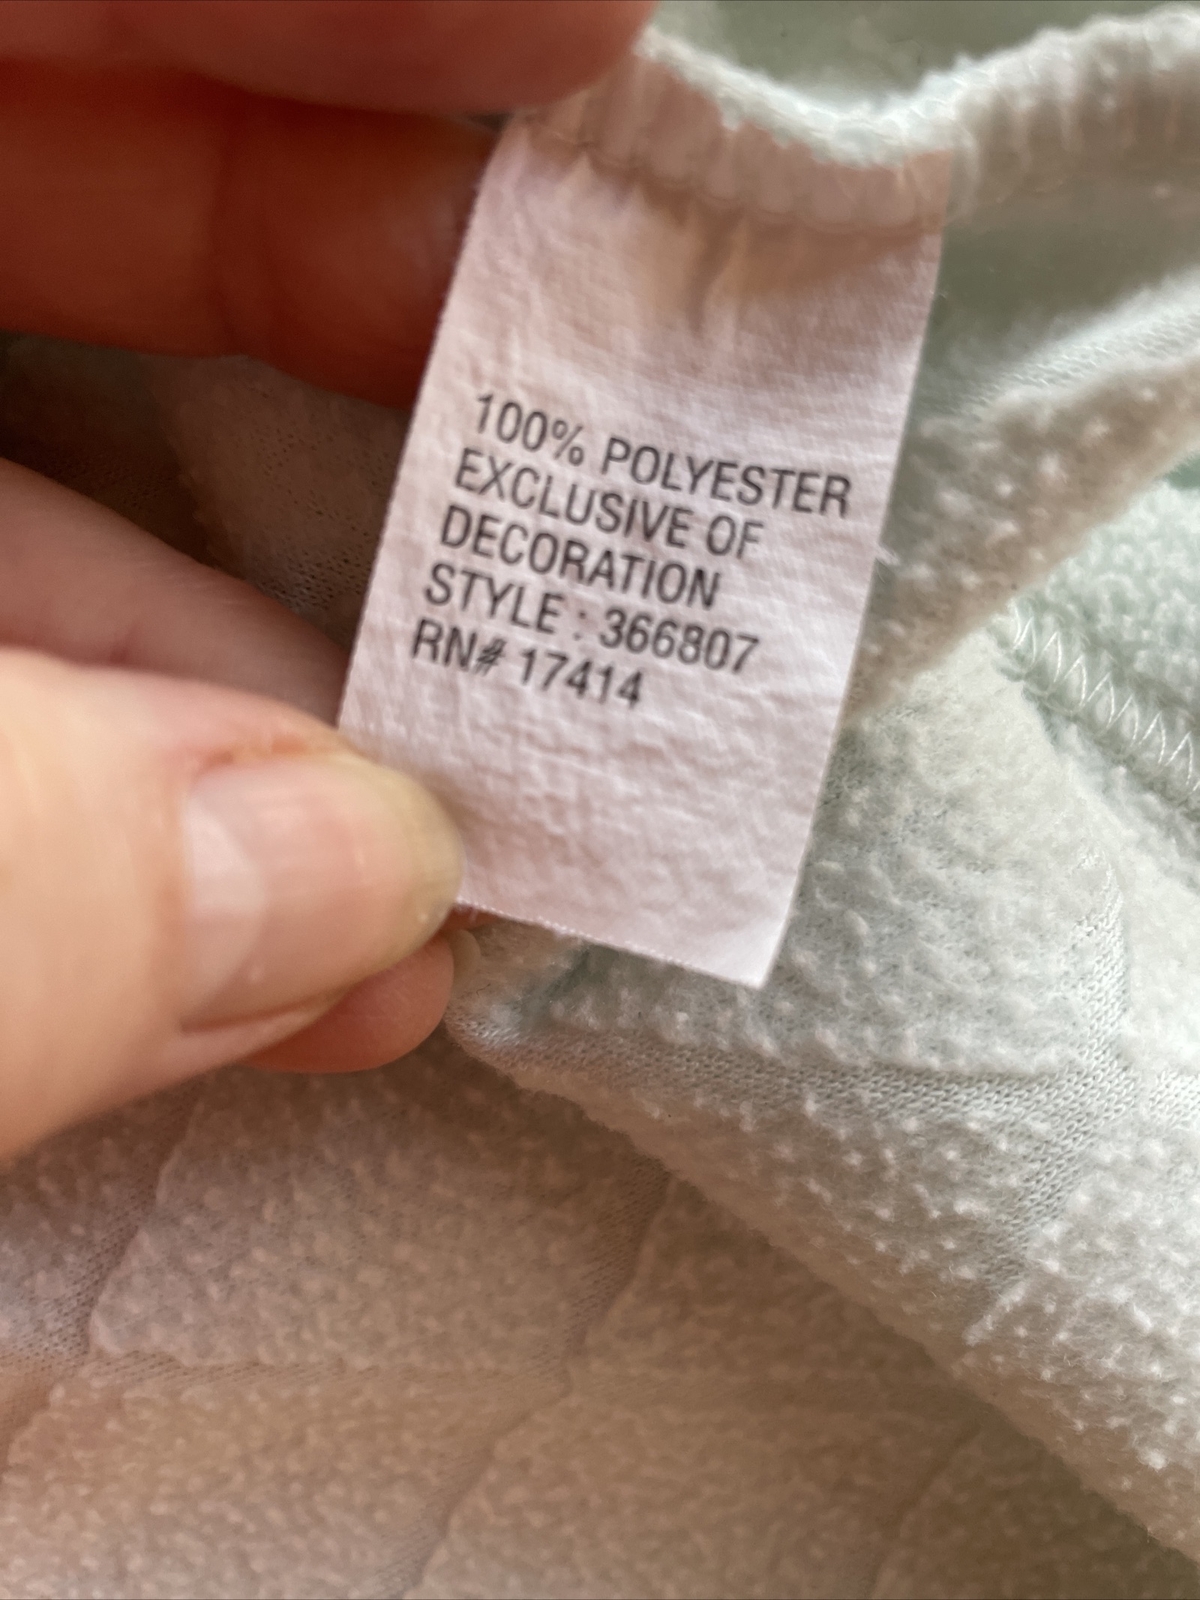 100% POLYESTER
EXCLUSIVE OF
DECORATION
STYLE : 366807
RN# 17414